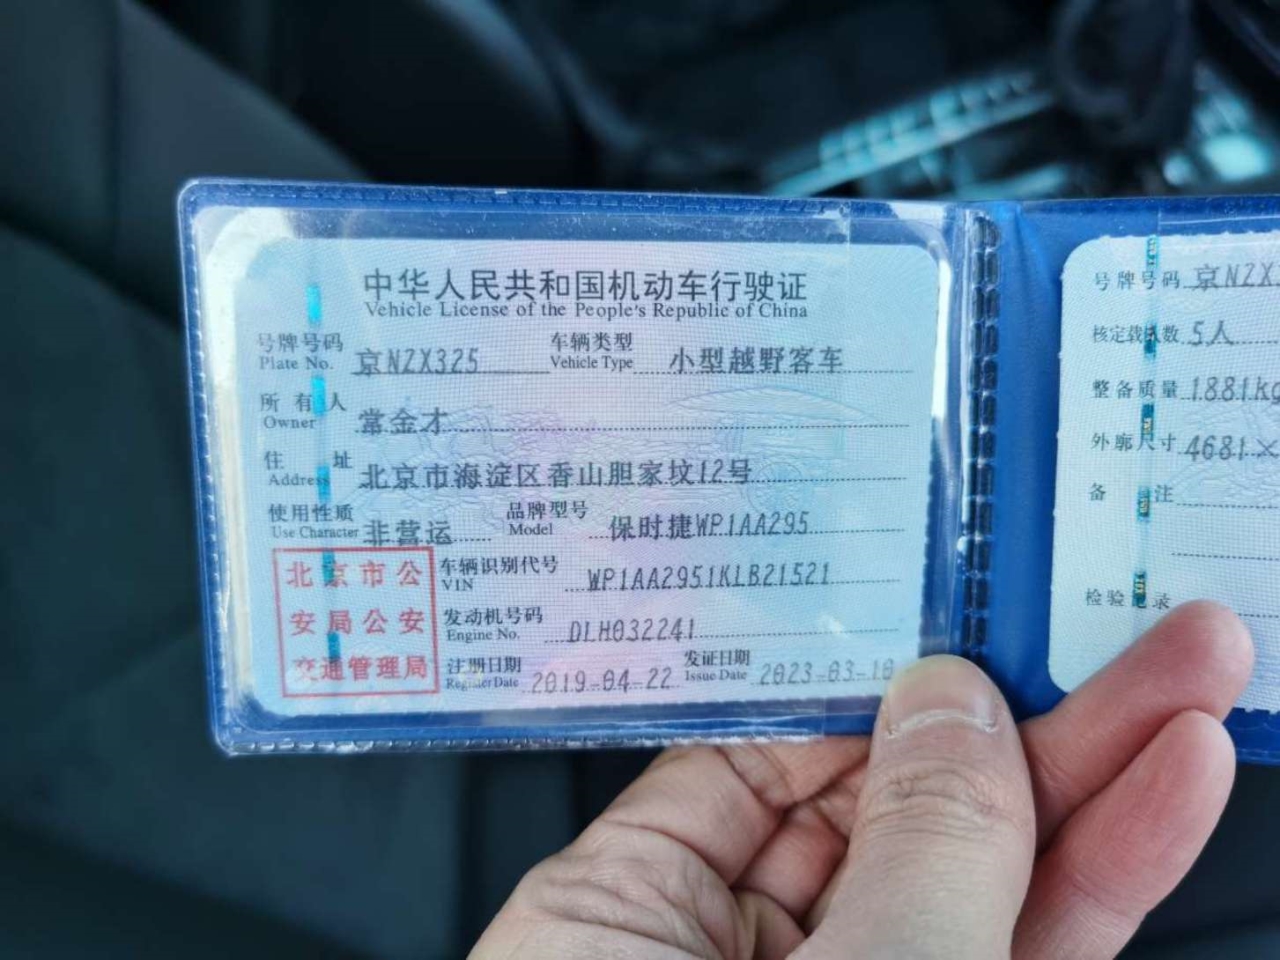 中华人民共和国机动车行驶证
Vehicle License of the People's Republic of China
号牌号码 京NZX325 车辆类型 小型越野客车
Plate No. Vehicle Type
所有人 常金才
Owner
住址 北京市海淀区香山胆家坟12号
Address
使用性质 非营运 品牌型号 保时捷WP1AA295
Use Character Model
北京市公
安局公安
交通管理局
车辆识别代号 WP1AA2951KLB21521
VIN
发动机号码 DLH032241
Engine No.
注册日期 2019-04-22 发证日期 2023-03-10
Register Date Issue Date
号牌号码 京NZX
核定载人数 5人
整备质量 1881kg
外廓尺寸 4681×
备注
检验记录